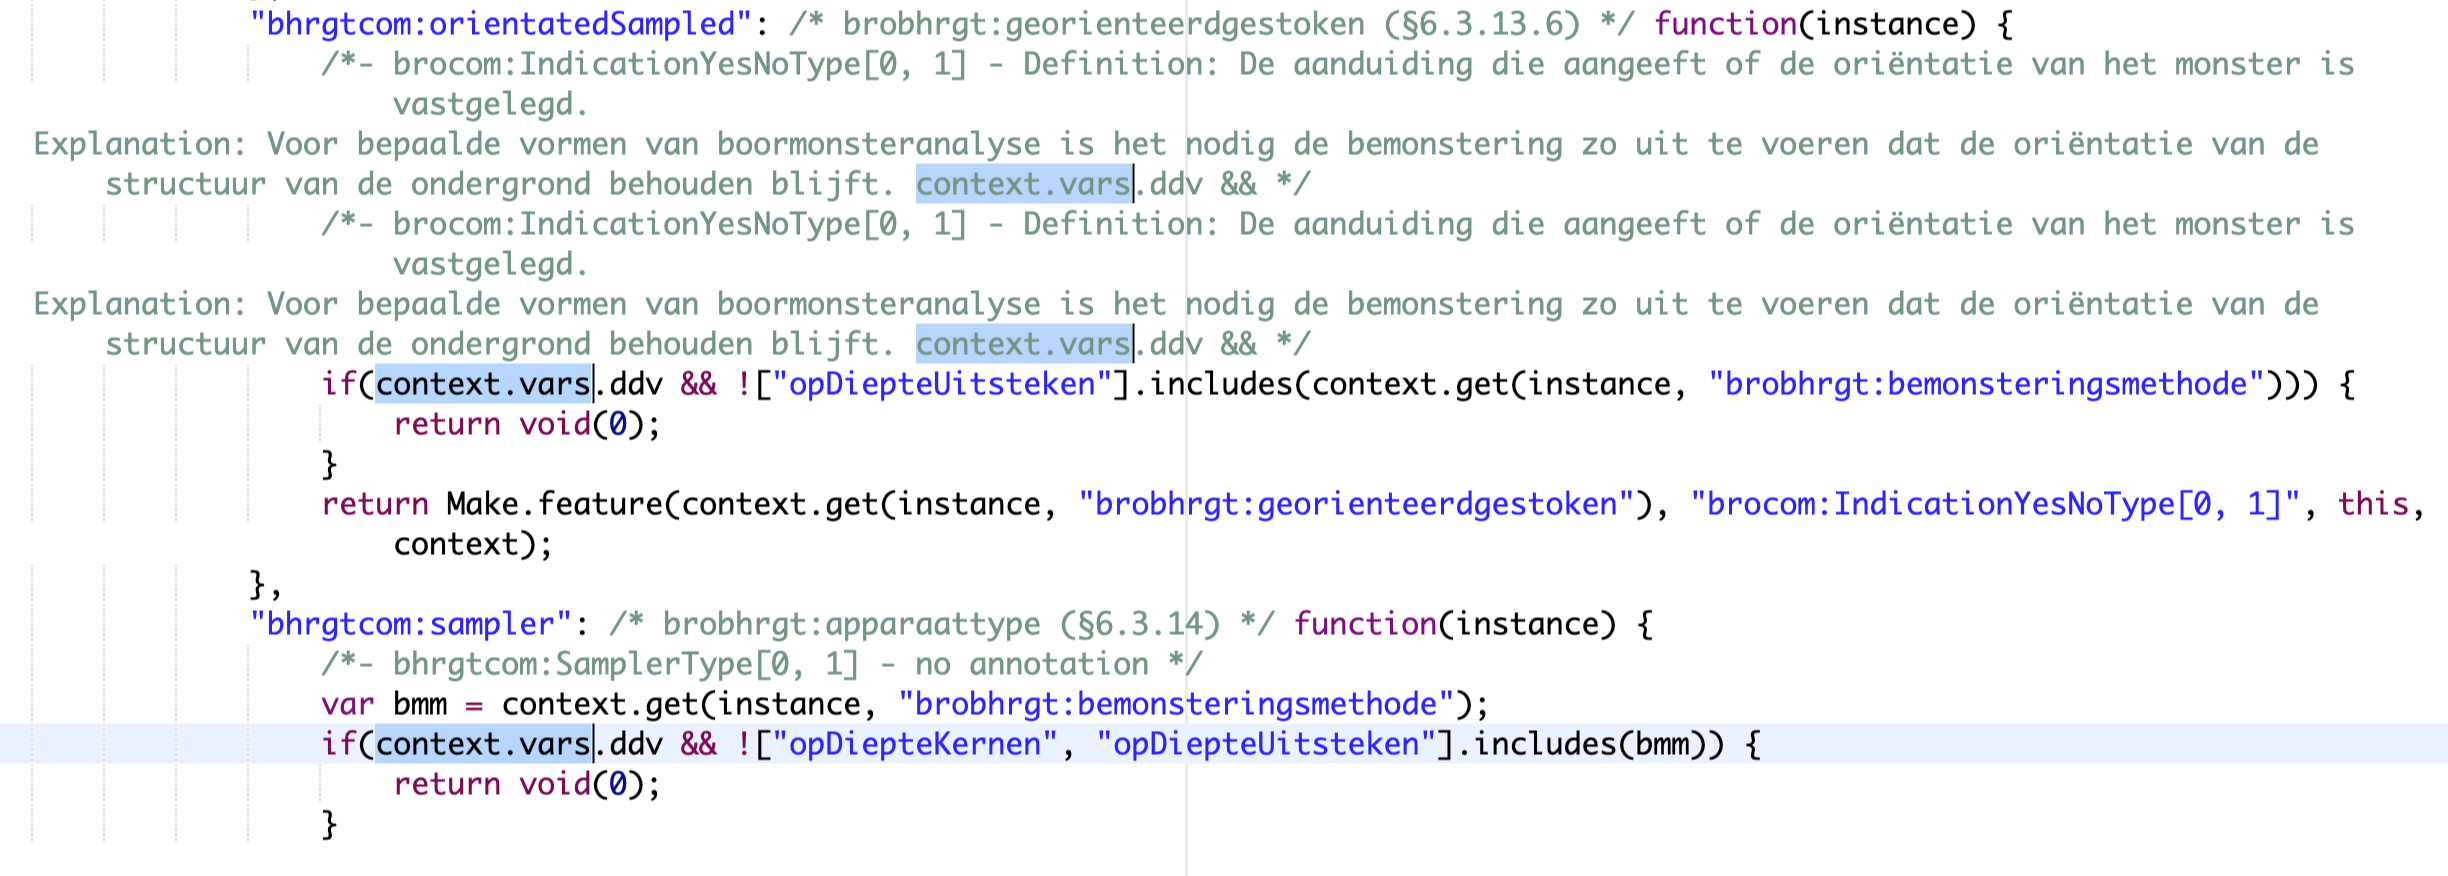 "bhrgtcom:orientatedSampled": /* brobhrgt:georienteerdgestoken (§6.3.13.6) */ function(instance) {
/*- brocom:IndicationYesNoType[0, 1] - Definition: De aanduiding die aangeeft of de oriëntatie van het monster is
vastgelegd.
Explanation: Voor bepaalde vormen van boormonsteranalyse is het nodig de bemonstering zo uit te voeren dat de oriëntatie van de
structuur van de ondergrond behouden blijft. context.vars.ddv && */
/*- brocom:IndicationYesNoType[0, 1] - Definition: De aanduiding die aangeeft of de oriëntatie van het monster is
vastgelegd.
Explanation: Voor bepaalde vormen van boormonsteranalyse is het nodig de bemonstering zo uit te voeren dat de oriëntatie van de
structuur van de ondergrond behouden blijft. context.vars.ddv && */
if(context.vars.ddv && !["opDiepteUitsteken"].includes(context.get(instance, "brobhrgt:bemonsteringsmethode"))) {
return void(0);
}
return Make.feature(context.get(instance, "brobhrgt:georienteerdgestoken"), "brocom:IndicationYesNoType[0, 1]", this,
context);
},
"bhrgtcom:sampler": /* brobhrgt:apparaattype (§6.3.14) */ function(instance) {
/*- bhrgtcom:SamplerType[0, 1] - no annotation */
var bmm = context.get(instance, "brobhrgt:bemonsteringsmethode");
if(context.vars.ddv && !["opDiepteKernen", "opDiepteUitsteken"].includes(bmm)) {
return void(0);
}